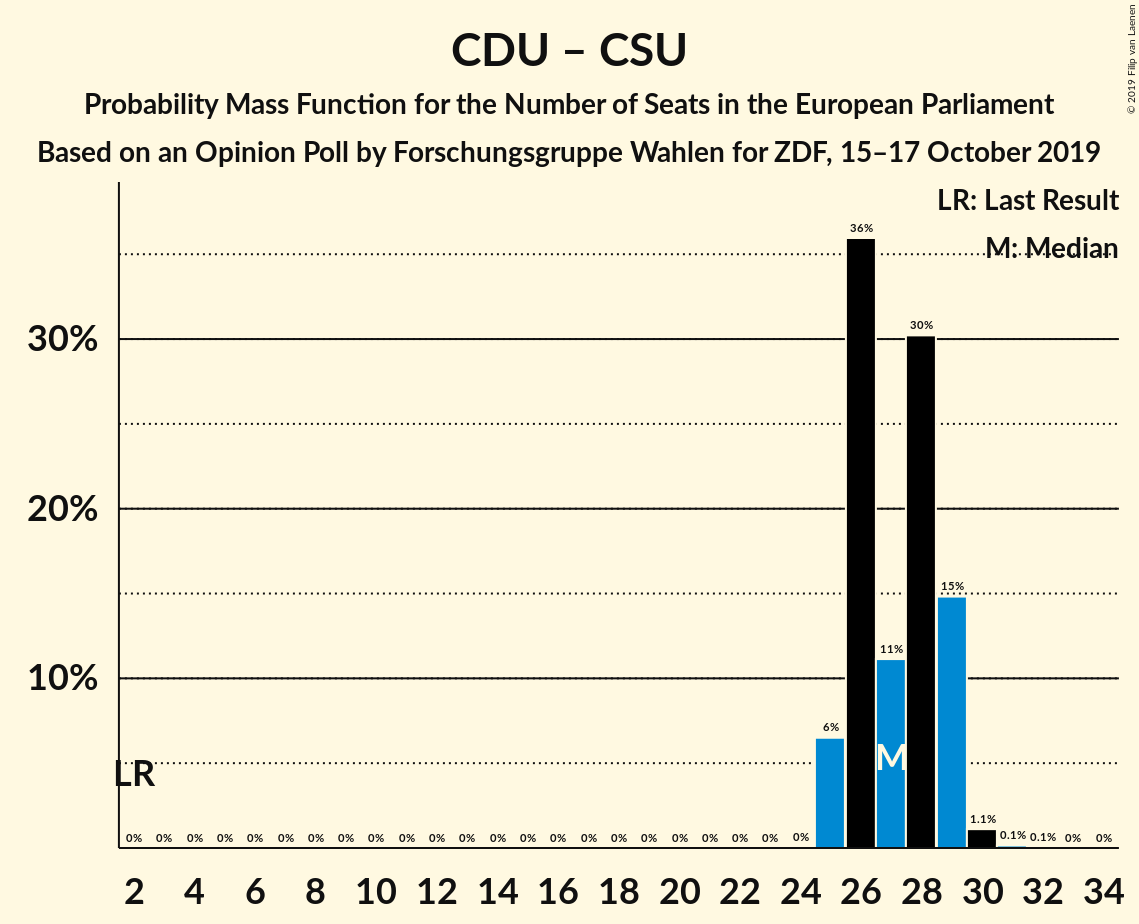 CDU – CSU
Probability Mass Function for the Number of Seats in the European Parliament
Based on an Opinion Poll by Forschungsgruppe Wahlen for ZDF, 15–17 October 2019
© 2019 Filip van Laenen
LR: Last Result
M: Median
36%
30%
30%
20%
15%
11%
10%
6%
M
LR
1.1%
0% 0% 0% 0% 0% 0% 0% 0% 0% 0% 0% 0% 0% 0% 0% 0% 0% 0% 0% 0% 0% 0% 0% 0.1% 0.1% 0% 0%
2 4 6 8 10 12 14 16 18 20 22 24 26 28 30 32 34